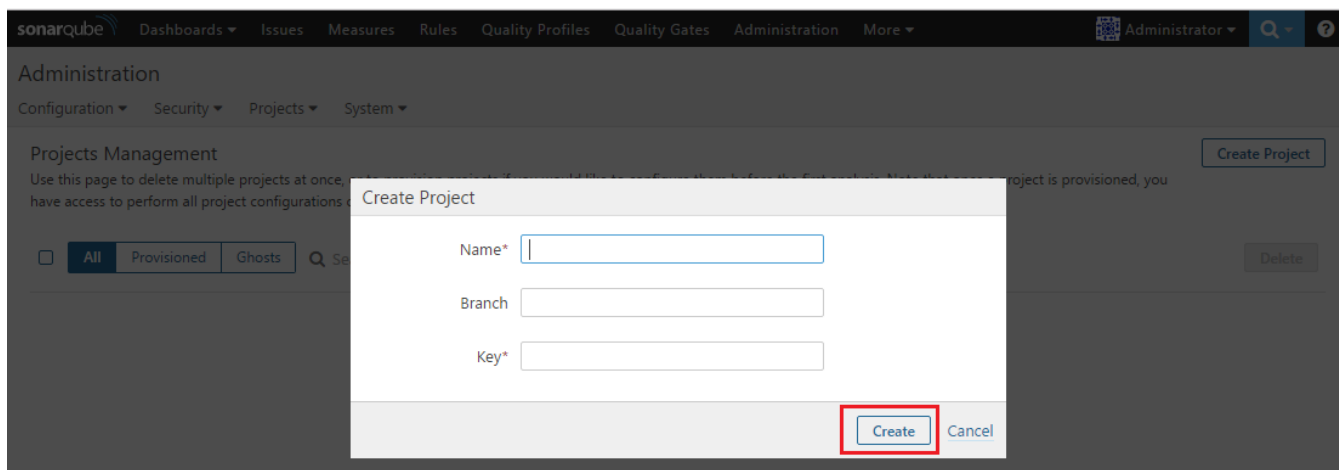 sonarqube Dashboards Issues Measures Rules Quality Profiles Quality Gates Administration More Administrator
Administration
Configuration Security Projects System
Projects Management
Create Project
Use this page to delete multiple projects at once, project is provisioned, you
have access to perform all project configurations
Create Project
Name*
All Provisioned Ghosts
Delete
Branch
Key*
Create Cancel